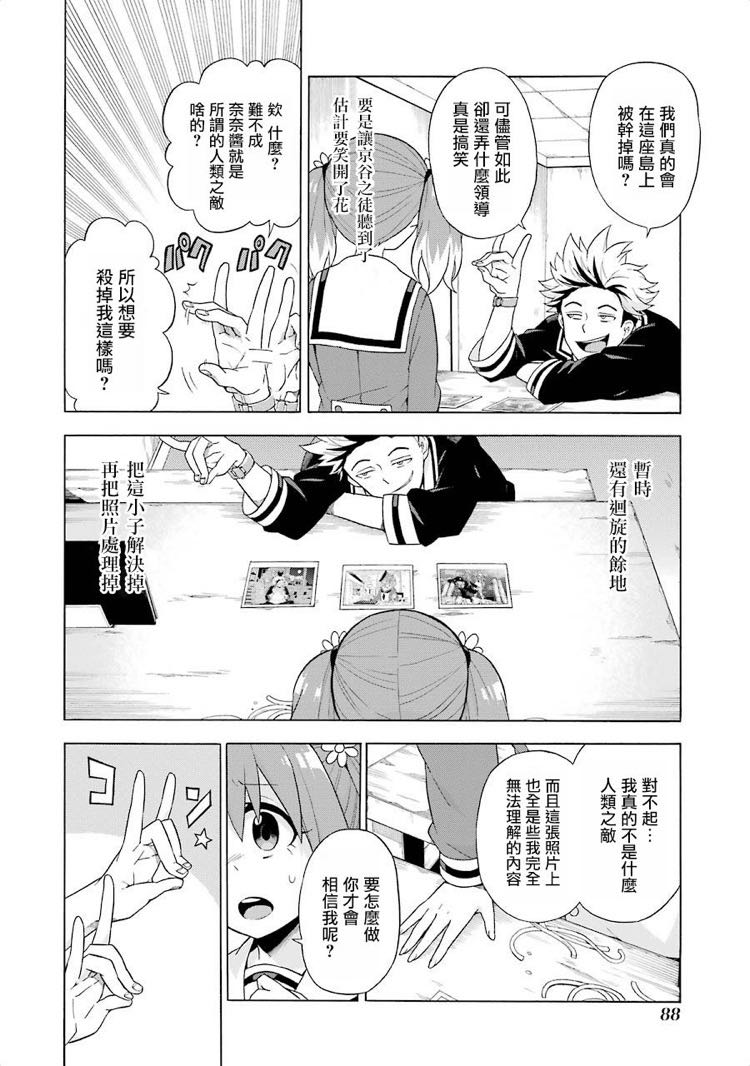 我們真的會
在這座島上
被幹掉嗎？
可儘管如此
卻還弄什麼領導
真是搞笑
要是讓京谷之徒聽到了
估計要笑開了花
欸 什麼？
難不成
奈奈醬就是
所謂的人類之敵
啥的？
パク
パク
所以想要
殺掉我這樣嗎？
暫時
還有迴旋的餘地
把這小子解決掉
再把照片處理掉
對不起…
我真的不是什麼
人類之敵
而且這張照片上
也全是些我完全
無法理解的內容
要怎麼做
你才會
相信我呢？
コン
88